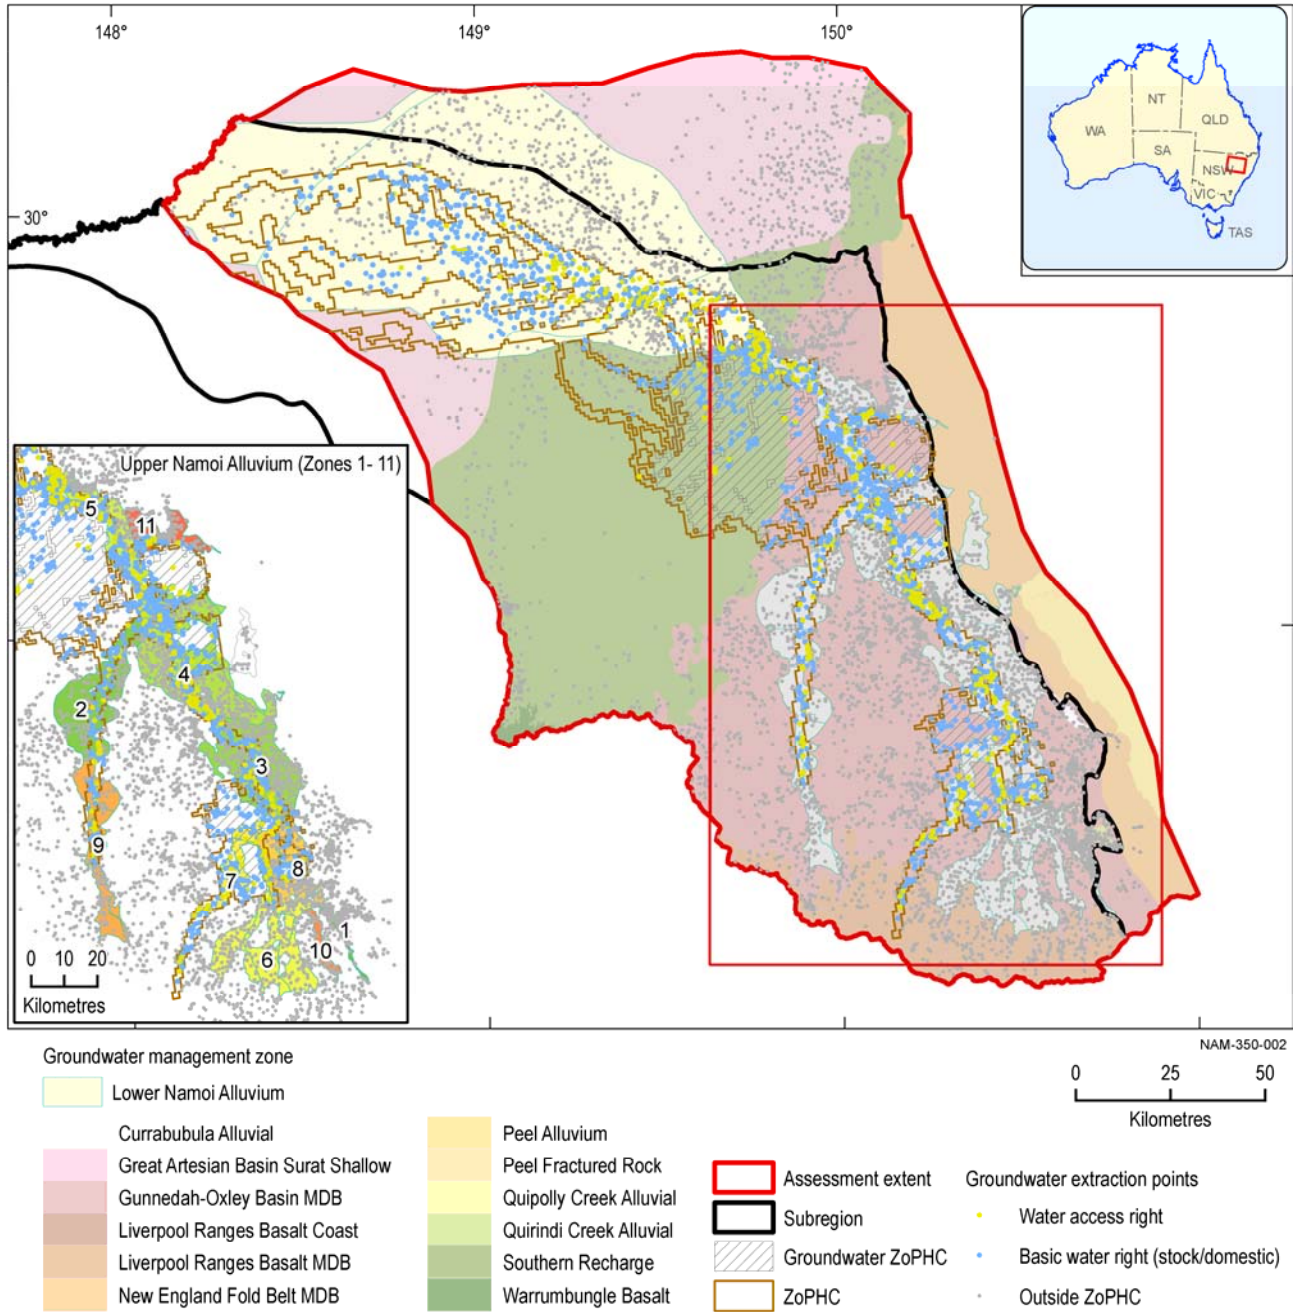 148°
149°
150°
30°
NT
QLD
WA
SA
NSW
VIC
TAS
Upper Namoi Alluvium (Zones 1- 11)
5
11
4
2
3
9
8
7
1
10
6
0 10 20
Kilometres
NAM-350-002
0 25 50
Kilometres
Groundwater management zone
Lower Namoi Alluvium
Currabubula Alluvial
Great Artesian Basin Surat Shallow
Gunnedah-Oxley Basin MDB
Liverpool Ranges Basalt Coast
Liverpool Ranges Basalt MDB
New England Fold Belt MDB
Peel Alluvium
Peel Fractured Rock
Quipolly Creek Alluvial
Quirindi Creek Alluvial
Southern Recharge
Warrumbungle Basalt
Assessment extent
Subregion
Groundwater ZoPHC
ZoPHC
Groundwater extraction points
Water access right
Basic water right (stock/domestic)
Outside ZoPHC